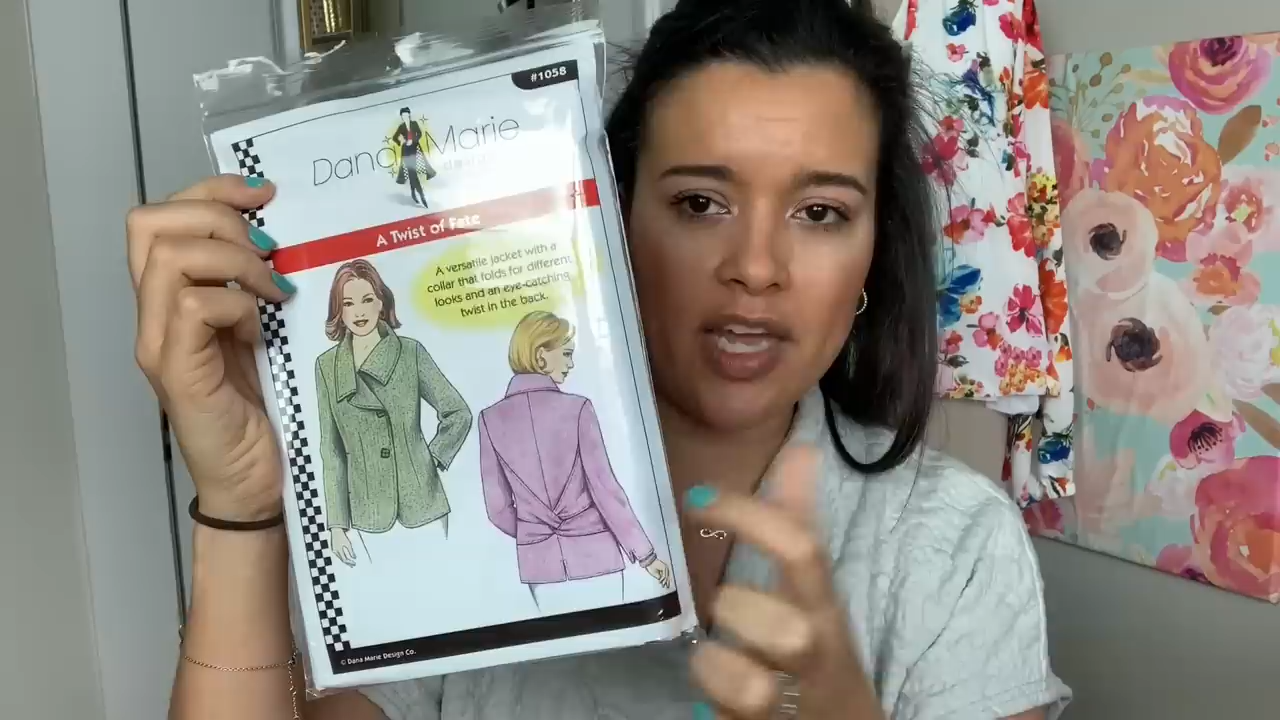 #1058
Dana Marie
A Twist of Fate
A versatile jacket with a
collar that folds for different
looks and an eye-catching
twist in the back.
© Dana Marie Design Co.